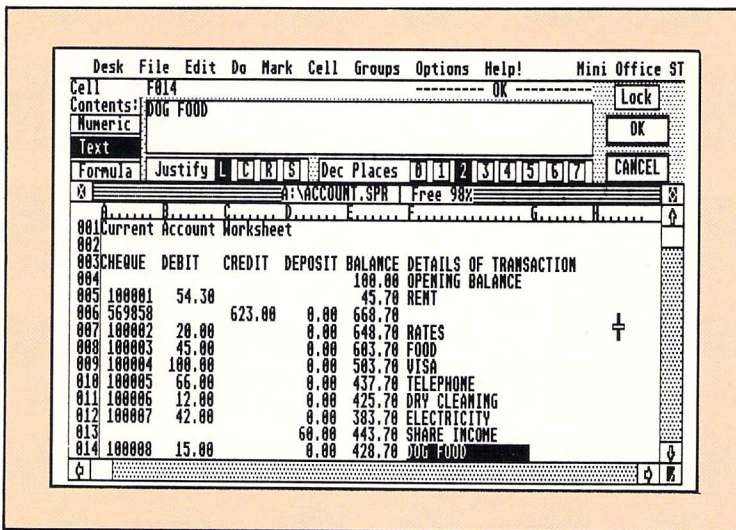 Desk File Edit Do Mark Cell Groups Options Help! Mini Office ST
Cell F014 --------- OK ---------- Lock
Contents: DOG FOOD
Numeric OK
Text
Formula Justify L C R S Dec Places 0 1 2 3 4 5 6 7 CANCEL
A:\ACCOUNT.SPR Free 98%
A B C D E F G H
001 Current Account Worksheet
002
003 CHEQUE DEBIT CREDIT DEPOSIT BALANCE DETAILS OF TRANSACTION
004 100.00 OPENING BALANCE
005 100001 54.30 45.70 RENT
006 569858 623.00 0.00 668.70
007 100002 20.00 0.00 648.70 RATES
008 100003 45.00 0.00 603.70 FOOD
009 100004 100.00 0.00 503.70 VISA
010 100005 66.00 0.00 437.70 TELEPHONE
011 100006 12.00 0.00 425.70 DRY CLEANING
012 100007 42.00 0.00 383.70 ELECTRICITY
013 60.00 443.70 SHARE INCOME
014 100008 15.00 0.00 428.70 DOG FOOD